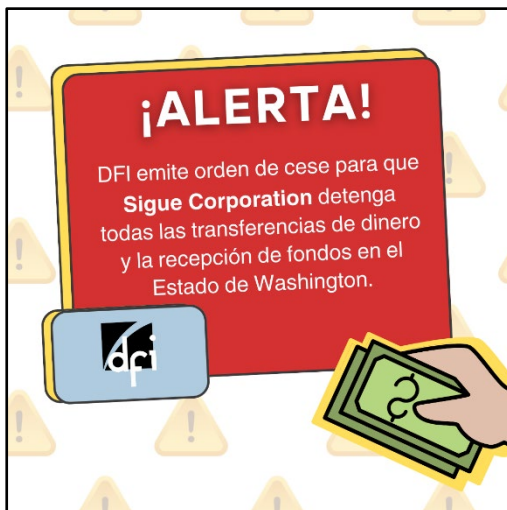 ¡ALERTA!
DFI emite orden de cese para que
Sigue Corporation detenga
todas las transferencias de dinero
y la recepción de fondos en el
Estado de Washington.
dfi